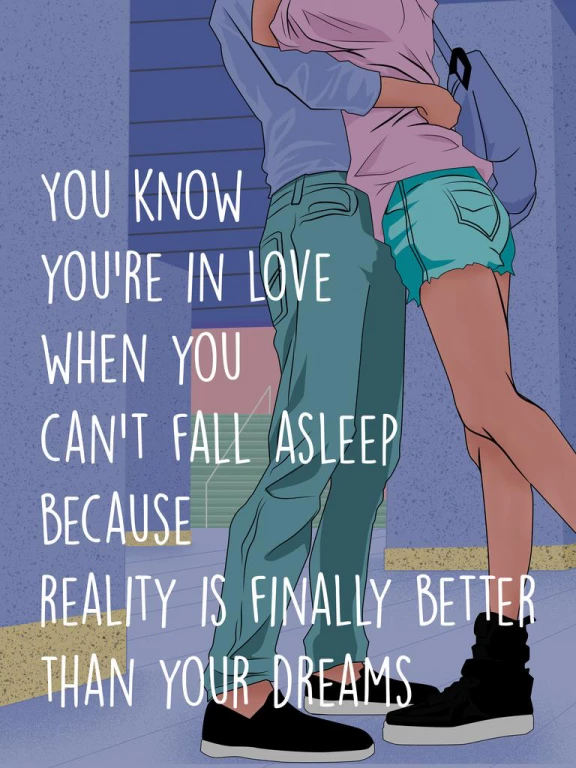 YOU KNOW
YOU'RE IN LOVE
WHEN YOU
CAN'T FALL ASLEEP
BECAUSE
REALITY IS FINALLY BETTER
THAN YOUR DREAMS